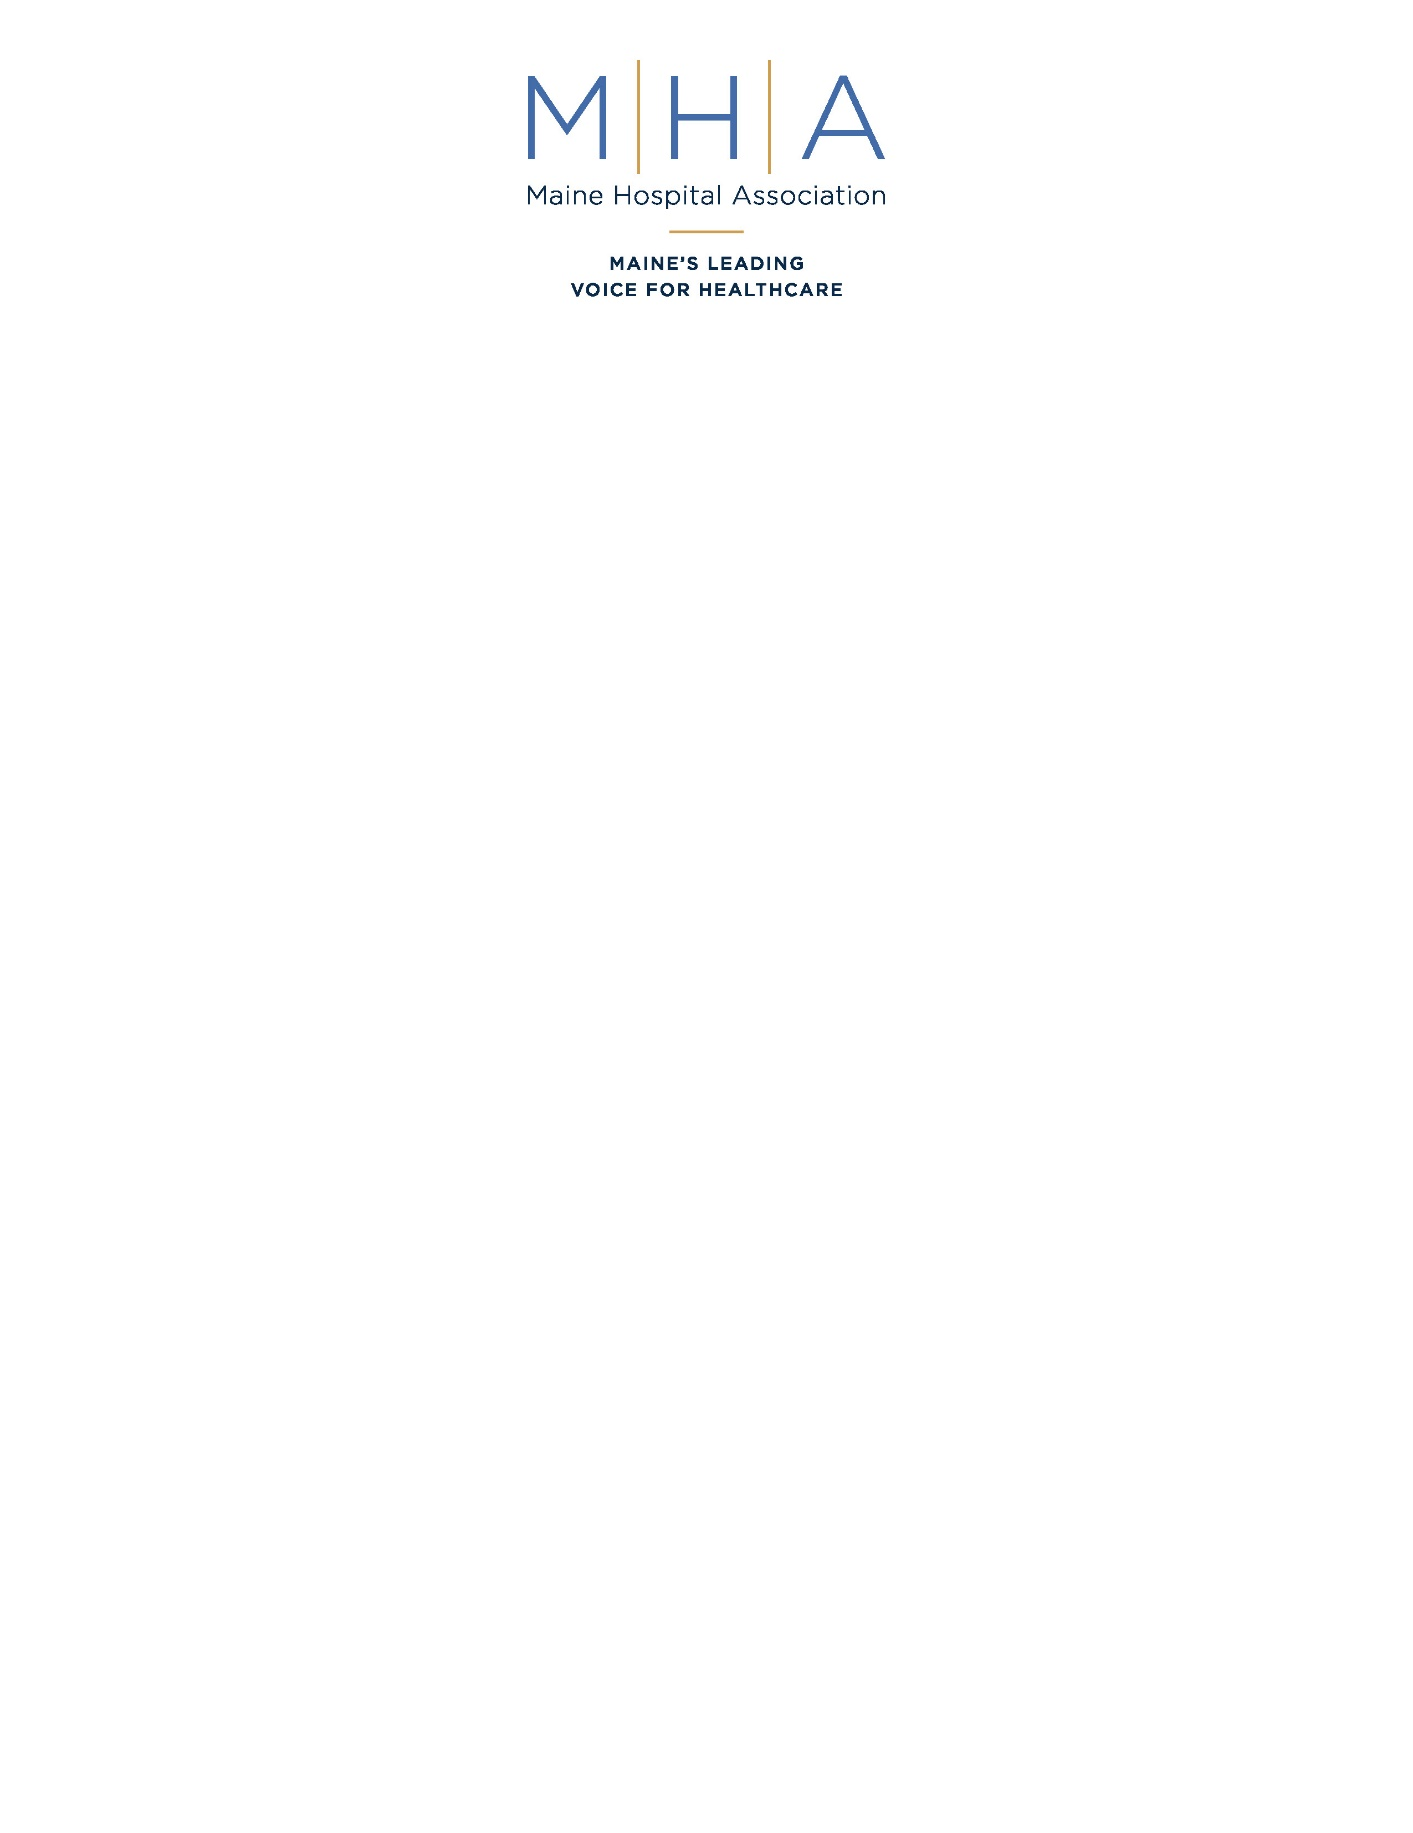 M|H|A
Maine Hospital Association
MAINE'S LEADING
VOICE FOR HEALTHCARE